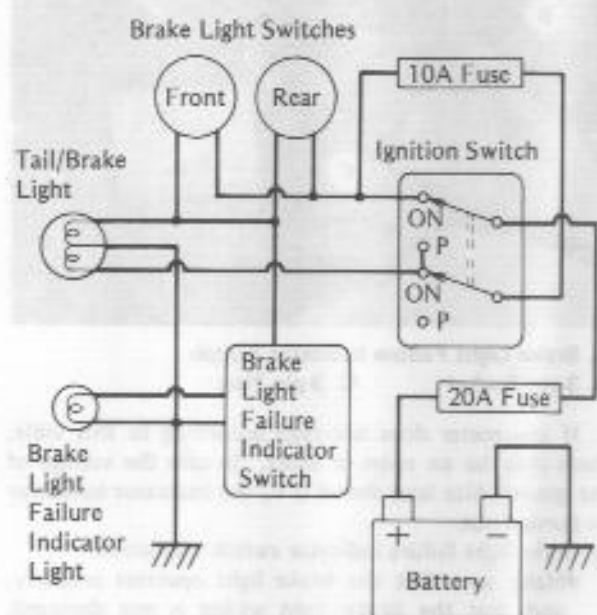 Brake Light Switches
Front
Rear
10A Fuse
Ignition Switch
Tail/Brake
Light
ON
P
ON
P
Brake
Light
Failure
Indicator
Switch
20A Fuse
Brake
Light
Failure
Indicator
Light
+
−
Battery